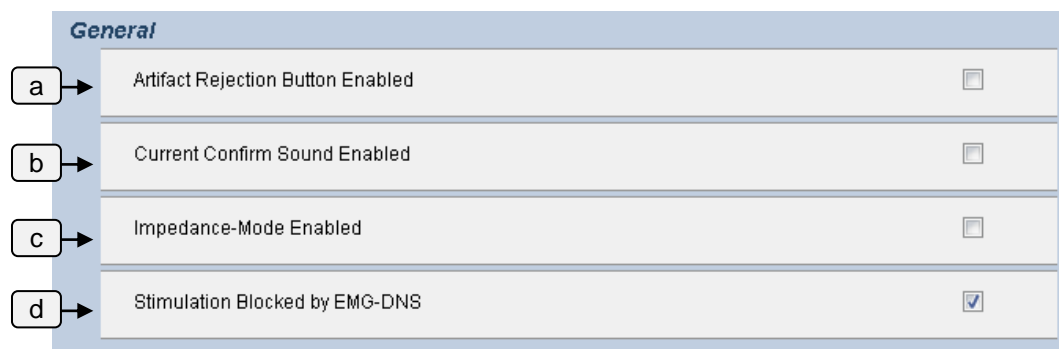 General
a Artifact Rejection Button Enabled
b Current Confirm Sound Enabled
c Impedance-Mode Enabled
d Stimulation Blocked by EMG-DNS